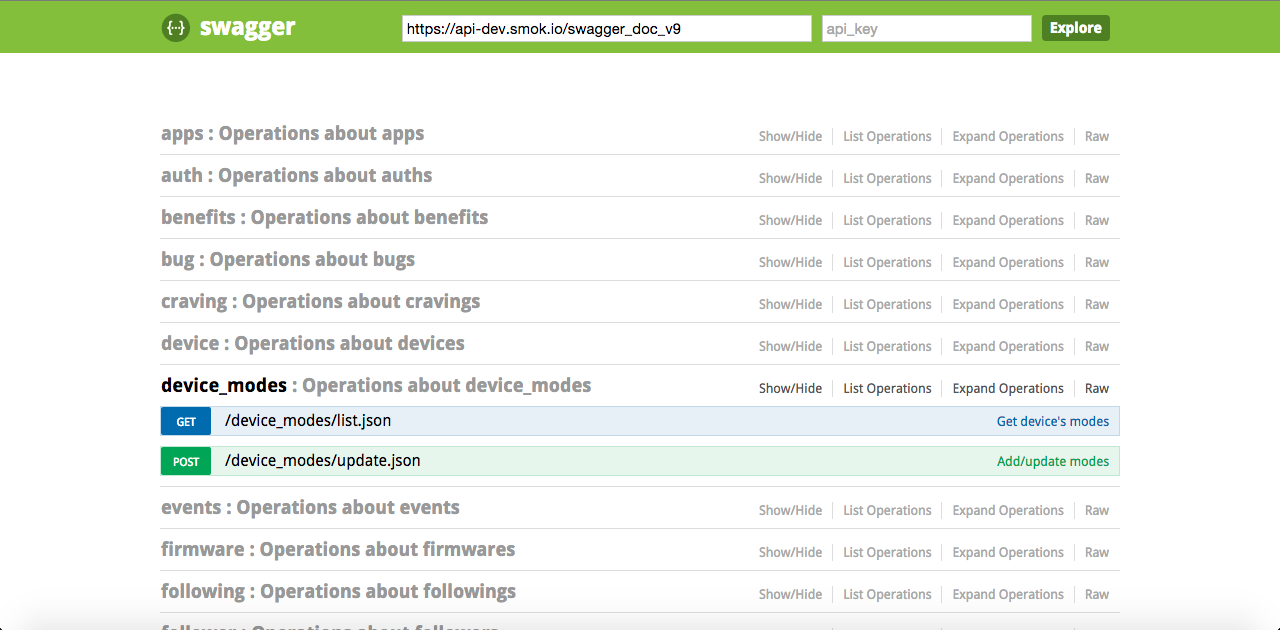 {··} swagger https://api-dev.smok.io/swagger_doc_v9 api_key Explore
apps : Operations about apps Show/Hide List Operations Expand Operations Raw
auth : Operations about auths Show/Hide List Operations Expand Operations Raw
benefits : Operations about benefits Show/Hide List Operations Expand Operations Raw
bug : Operations about bugs Show/Hide List Operations Expand Operations Raw
craving : Operations about cravings Show/Hide List Operations Expand Operations Raw
device : Operations about devices Show/Hide List Operations Expand Operations Raw
device_modes : Operations about device_modes Show/Hide List Operations Expand Operations Raw
GET /device_modes/list.json Get device's modes
POST /device_modes/update.json Add/update modes
events : Operations about events Show/Hide List Operations Expand Operations Raw
firmware : Operations about firmwares Show/Hide List Operations Expand Operations Raw
following : Operations about followings Show/Hide List Operations Expand Operations Raw